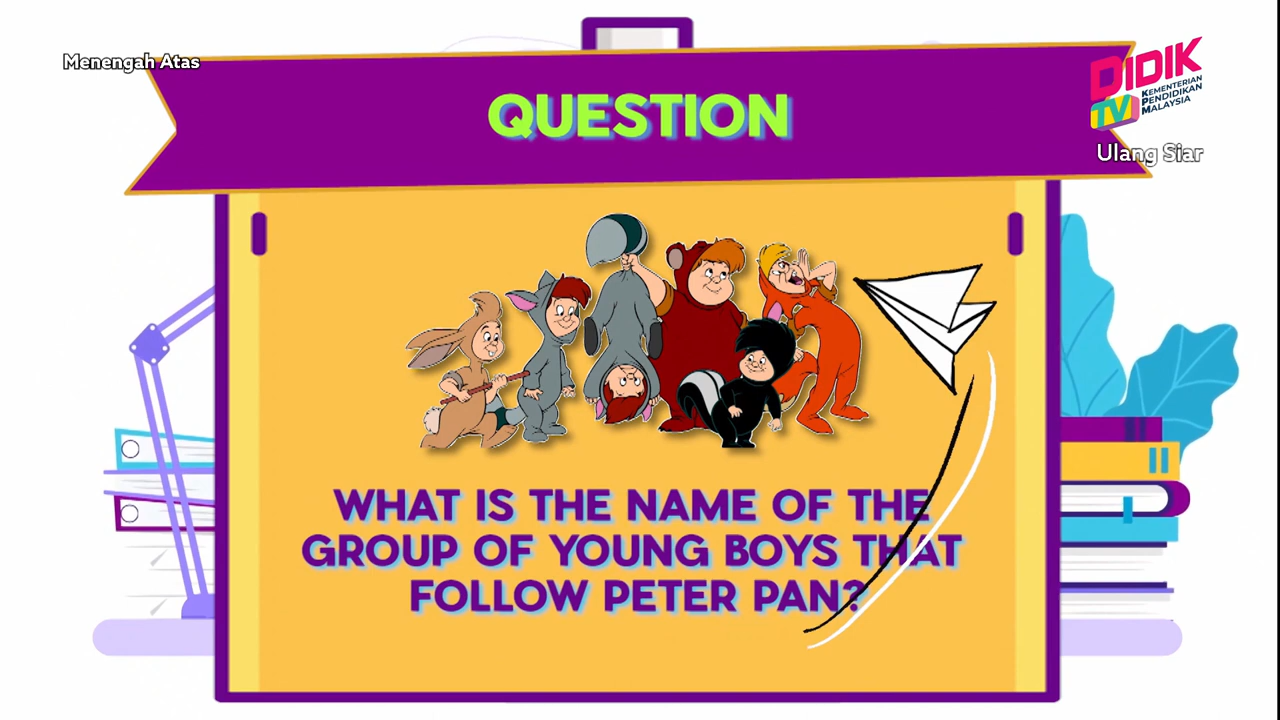 Menengah Atas
QUESTION
DIDIK
TV
KEMENTERIAN
PENDIDIKAN
MALAYSIA
Ulang Siar
WHAT IS THE NAME OF THE
GROUP OF YOUNG BOYS THAT
FOLLOW PETER PAN?